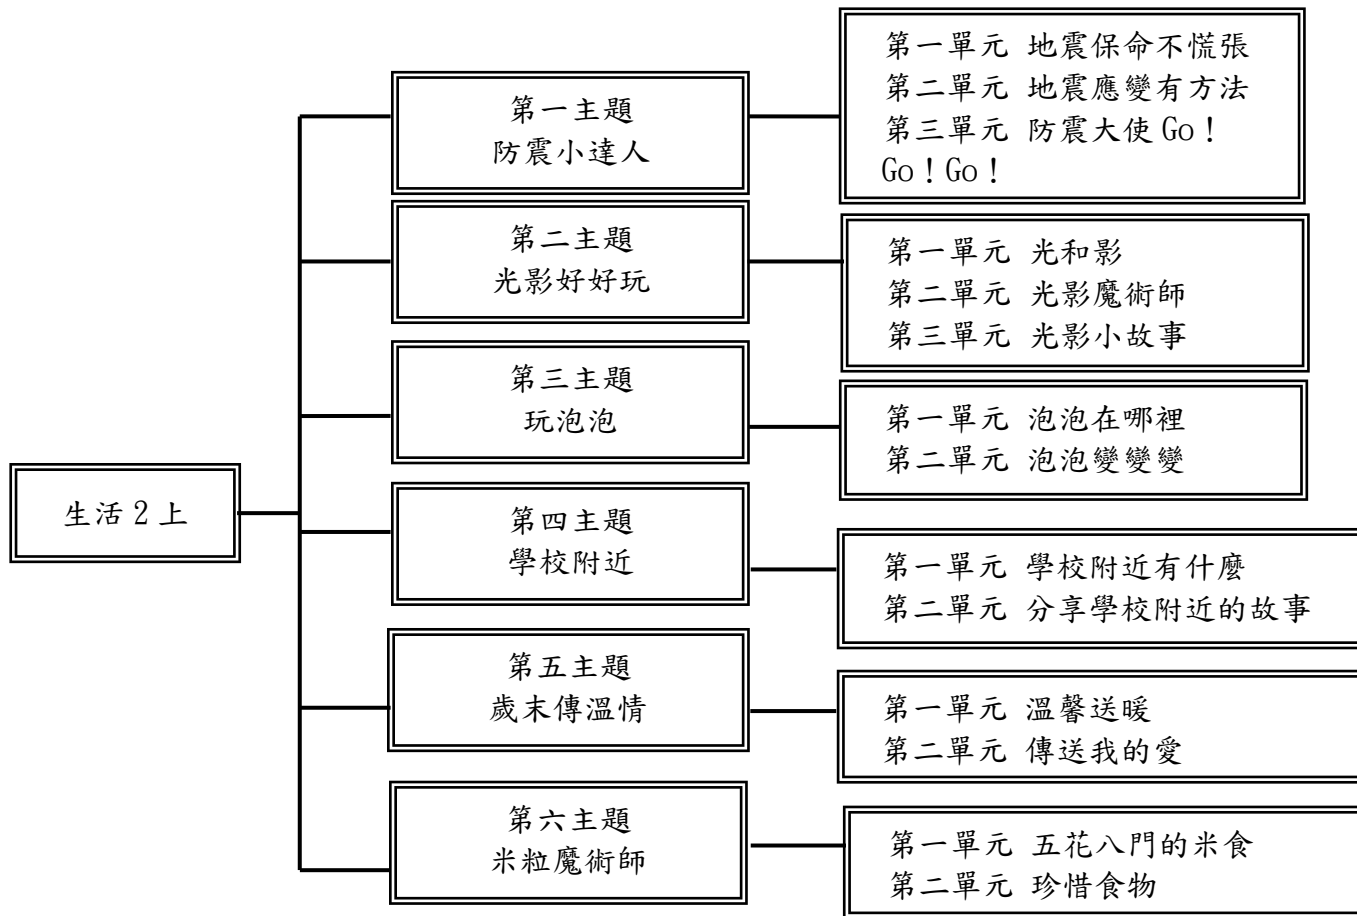 生活2上
第一主題
防震小達人
第一單元 地震保命不慌張
第二單元 地震應變有方法
第三單元 防震大使 Go！
Go！Go！
第二主題
光影好好玩
第一單元 光和影
第二單元 光影魔術師
第三單元 光影小故事
第三主題
玩泡泡
第一單元 泡泡在哪裡
第二單元 泡泡變變變
第四主題
學校附近
第一單元 學校附近有什麼
第二單元 分享學校附近的故事
第五主題
歲末傳溫情
第一單元 溫馨送暖
第二單元 傳送我的愛
第六主題
米粒魔術師
第一單元 五花八門的米食
第二單元 珍惜食物